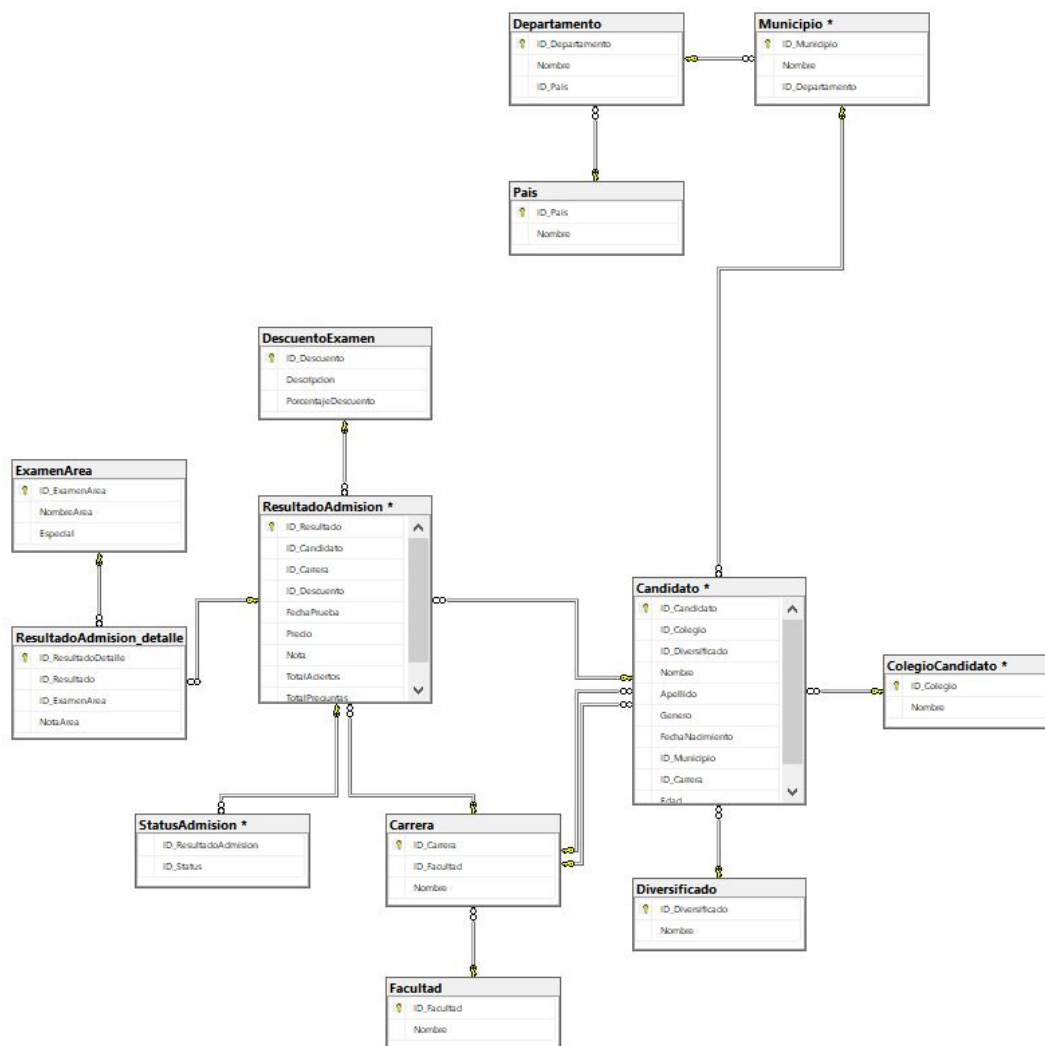 Departamento
ID_Departamento
Nombre
ID_Pais
Municipio *
ID_Municipio
Nombre
ID_Departamento
Pais
ID_Pais
Nombre
DescuentoExamen
ID_Descuento
Descripcion
PorcentajeDescuento
ExamenArea
ID_ExamenArea
NombreArea
Especial
ResultadoAdmision *
ID_Resultado
ID_Candidato
ID_Carrera
ID_Descuento
FechaPrueba
Precio
Nota
TotalAciertos
TotalPreguntas
ResultadoAdmision_detalle
ID_ResultadoDetalle
ID_Resultado
ID_ExamenArea
NotaArea
Candidato *
ID_Candidato
ID_Colegio
ID_Diversificado
Nombre
Apellido
Genero
FechaNacimiento
ID_Municipio
ID_Carrera
Edad
ColegioCandidato *
ID_Colegio
Nombre
StatusAdmision *
ID_ResultadoAdmision
ID_Status
Carrera
ID_Carrera
ID_Facultad
Nombre
Diversificado
ID_Diversificado
Nombre
Facultad
ID_Facultad
Nombre